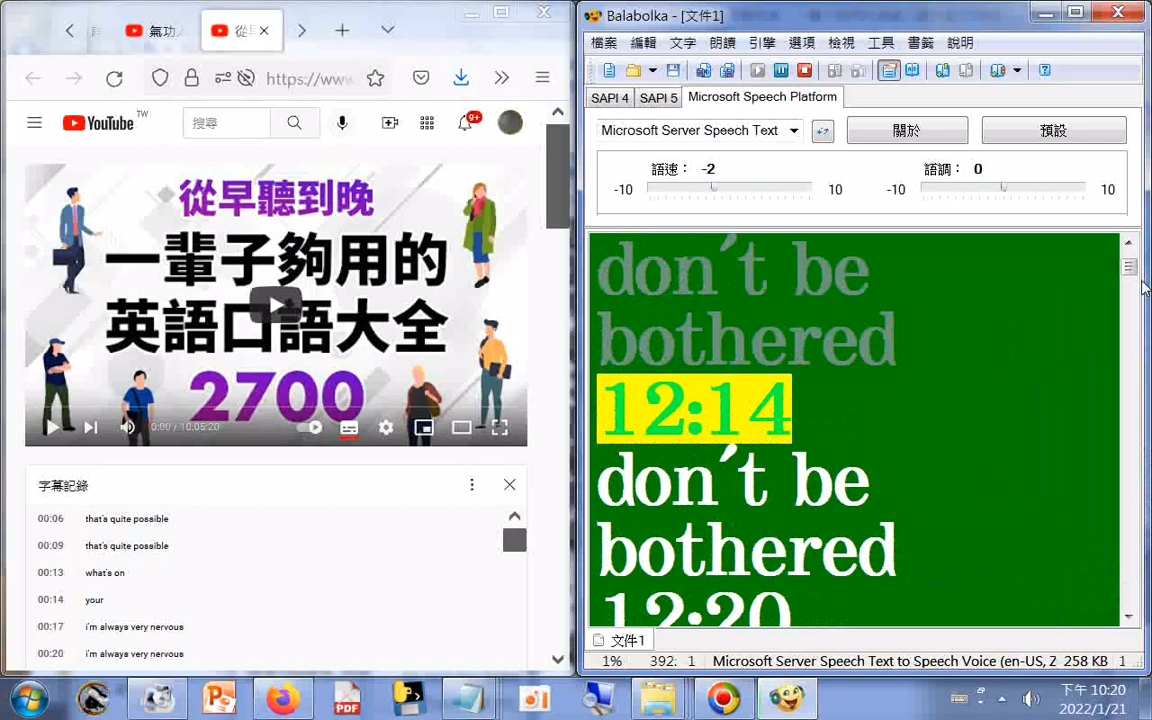 氣功
從
https://www
YouTube TW
搜尋
9+
從早聽到晚
一輩子夠用的
英語口語大全
2700
0:00 / 10:05:20
字幕記錄
00:06 that's quite possible
00:09 that's quite possible
00:13 what's on
00:14 your
00:17 i'm always very nervous
00:20 i'm always very nervous
Balabolka - [文件1]
檔案 編輯 文字 朗讀 引擎 選項 檢視 工具 書籤 說明
SAPI 4 SAPI 5 Microsoft Speech Platform
Microsoft Server Speech Text 關於 預設
語速： -2 語調： 0
-10 10 -10 10
don't be
bothered
12:14
don't be
bothered
12:20
文件1
1% 392: 1 Microsoft Server Speech Text to Speech Voice (en-US, Z 258 KB 1
PDF
下午 10:20
2022/1/21